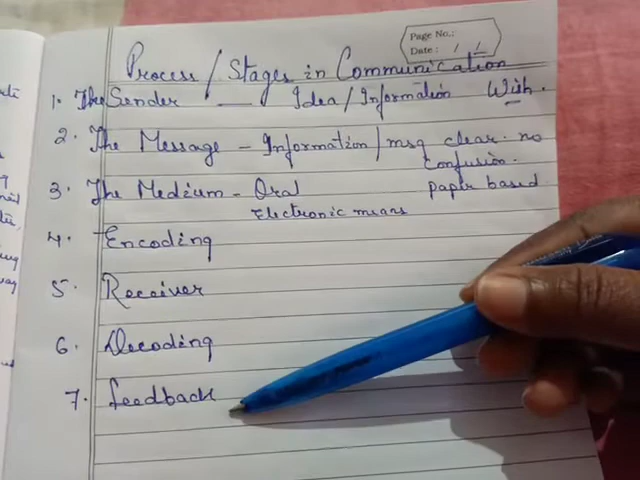 Page No.:
Date: / /
Process / Stages in Communication
1. The Sender — Idea / Information Wish.
2. The Message - Information / msg clear. no
confusion.
3. The Medium - Oral paper based
Electronic means
4. Encoding
5. Receiver
6. Decoding
7. feedback